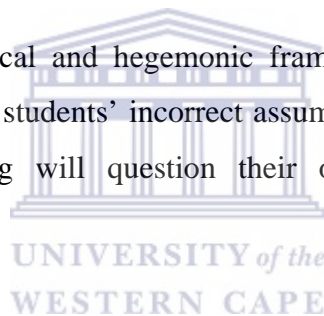 cal and hegemonic fram
students’ incorrect assum
g will question their o
UNIVERSITY of the
WESTERN CAPE